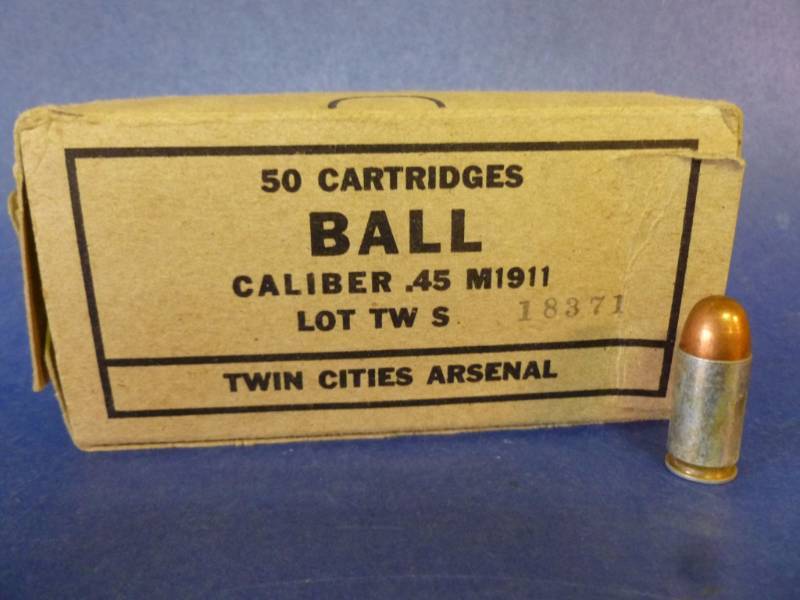 50 CARTRIDGES
BALL
CALIBER .45 M1911
LOT TW S 18371
TWIN CITIES ARSENAL